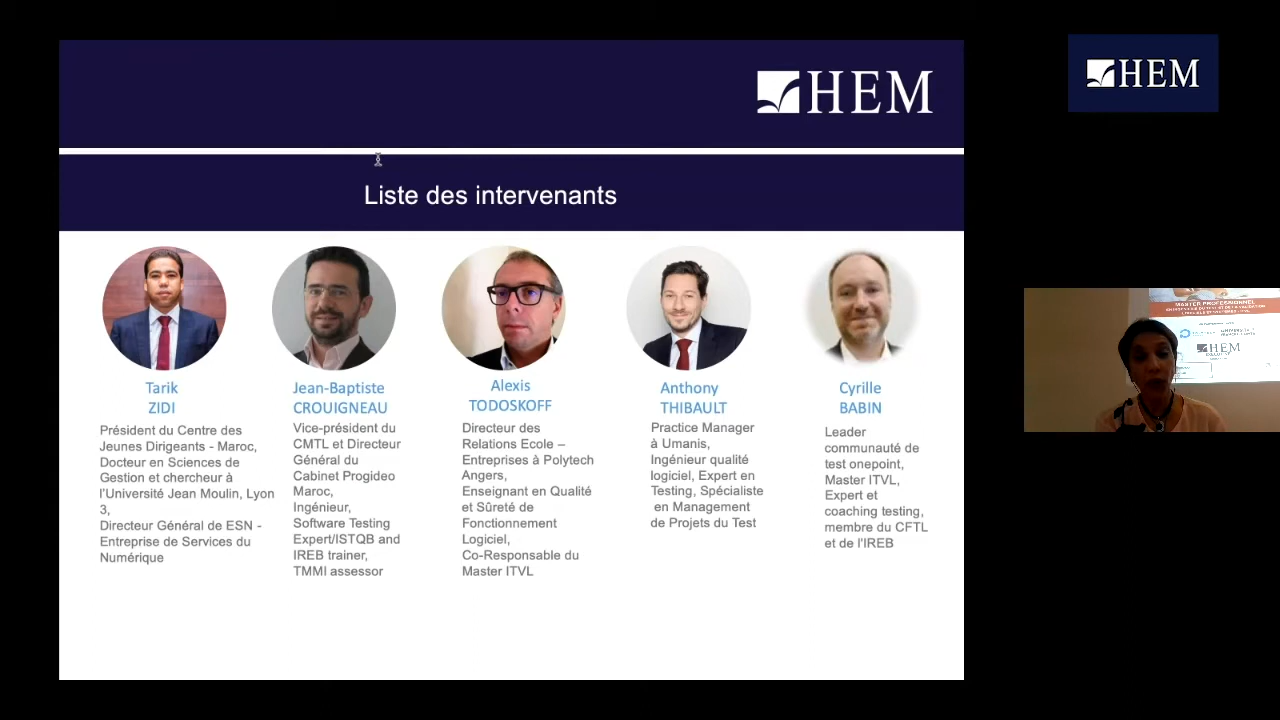 HEM
Liste des intervenants
Tarik
ZIDI
Président du Centre des
Jeunes Dirigeants - Maroc,
Docteur en Sciences de
Gestion et chercheur à
l'Université Jean Moulin, Lyon
3,
Directeur Général de ESN -
Entreprise de Services du
Numérique
Jean-Baptiste
CROUIGNEAU
Vice-président du
CMTL et Directeur
Général du
Cabinet Progideo
Maroc,
Ingénieur,
Software Testing
Expert/ISTQB and
IREB trainer,
TMMI assessor
Alexis
TODOSKOFF
Directeur des
Relations Ecole –
Entreprises à Polytech
Angers,
Enseignant en Qualité
et Sûreté de
Fonctionnement
Logiciel,
Co-Responsable du
Master ITVL
Anthony
THIBAULT
Practice Manager
à Umanis,
Ingénieur qualité
logiciel, Expert en
Testing, Spécialiste
en Management
de Projets du Test
Cyrille
BABIN
Leader
communauté de
test onepoint,
Master ITVL,
Expert et
coaching testing,
membre du CFTL
et de l'IREB
HEM
MASTER PROFESSIONNEL
HEM